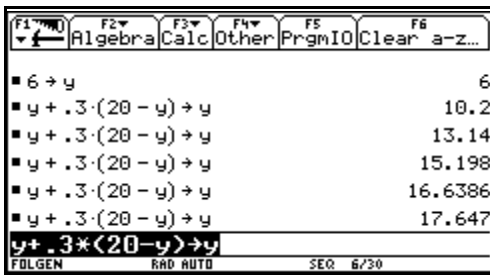 F1 F2 Algebra F3 Calc F4 Other F5 PrgmIO F6 Clear a-z…
▪ 6 → y 6
▪ y + .3·(20 - y) → y 10.2
▪ y + .3·(20 - y) → y 13.14
▪ y + .3·(20 - y) → y 15.198
▪ y + .3·(20 - y) → y 16.6386
▪ y + .3·(20 - y) → y 17.647
y+.3*(20-y)→y
FOLGEN RAD AUTO SEQ 6/30